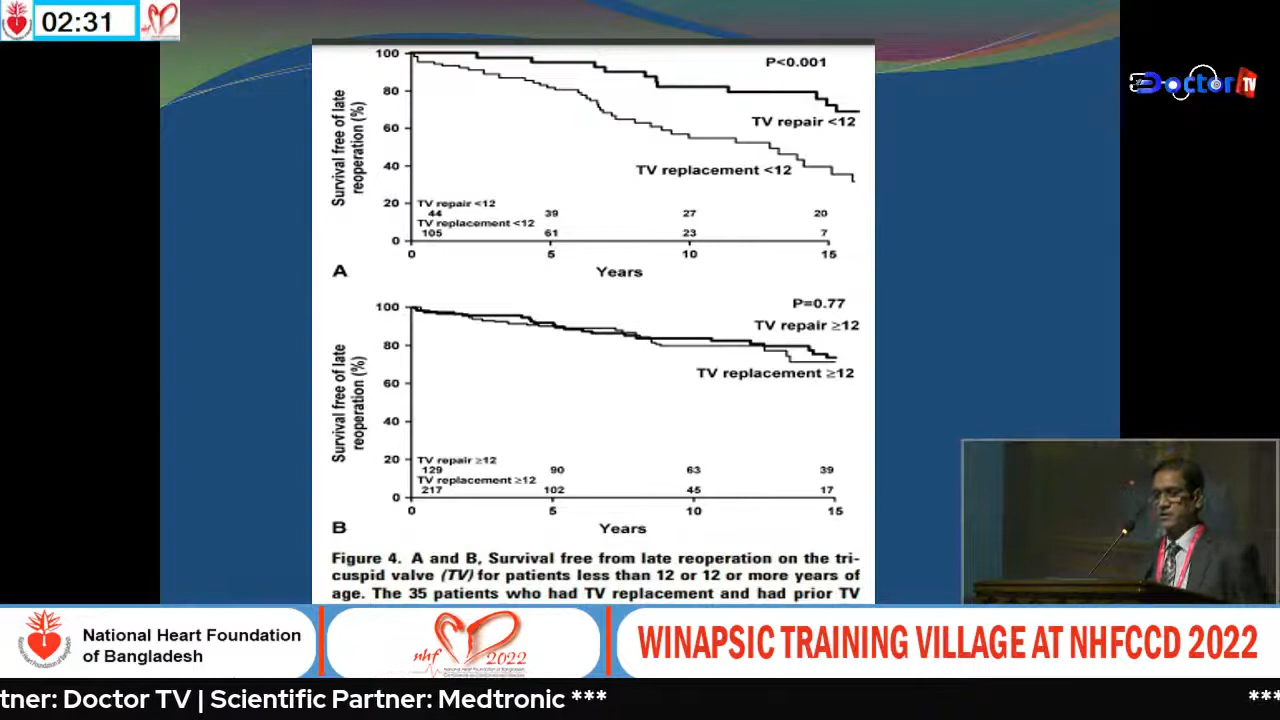 02:31
nhf
Doctor TV
100
80
60
40
20
0
Survival free of late
reoperation (%)
P<0.001
TV repair <12
TV replacement <12
TV repair <12
44 39 27 20
TV replacement <12
105 61 23 7
0 5 10 15
A
Years
100
80
60
40
20
0
Survival free of late
reoperation (%)
P=0.77
TV repair ≥12
TV replacement ≥12
TV repair ≥12
129 90 63 39
TV replacement ≥12
217 102 45 17
0 5 10 15
B
Years
Figure 4. A and B, Survival free from late reoperation on the tri-
cuspid valve (TV) for patients less than 12 or 12 or more years of
age. The 35 patients who had TV replacement and had prior TV
National Heart Foundation
of Bangladesh
nhf 2022
WINAPSIC TRAINING VILLAGE AT NHFCCD 2022
tner: Doctor TV | Scientific Partner: Medtronic *** ***